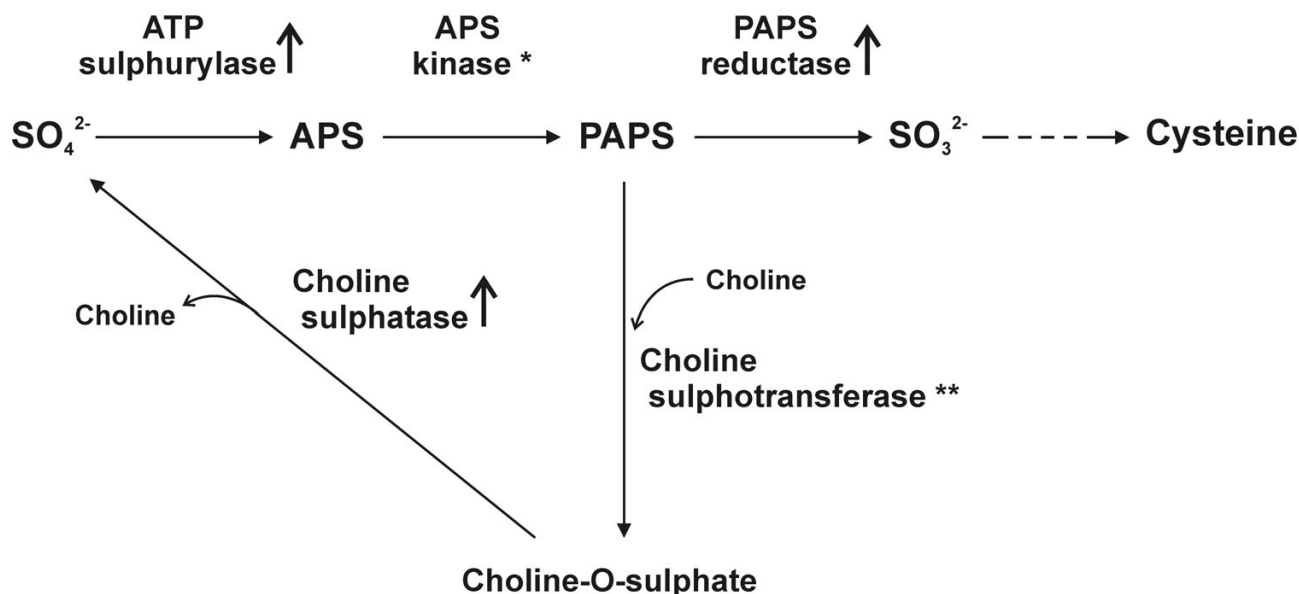 ATP
sulphurylase
APS
kinase *
PAPS
reductase
SO₄²⁻
APS
PAPS
SO₃²⁻
Cysteine
Choline
sulphatase
Choline
Choline
Choline
sulphotransferase **
Choline-O-sulphate